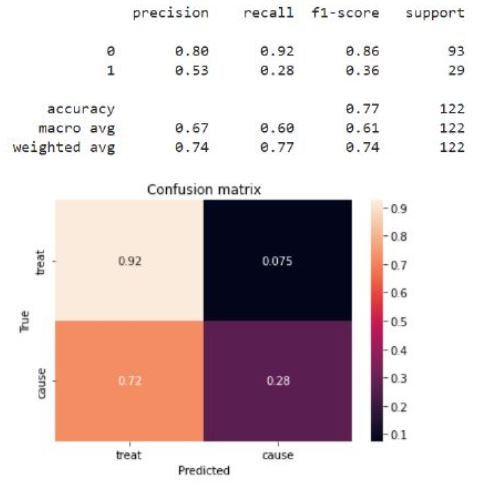 precision recall f1-score support
0 0.80 0.92 0.86 93
1 0.53 0.28 0.36 29
accuracy 0.77 122
macro avg 0.67 0.60 0.61 122
weighted avg 0.74 0.77 0.74 122
Confusion matrix
0.9
0.8
0.7
0.6
0.5
0.4
0.3
0.2
0.1
True
treat
0.92 0.075
cause
0.72 0.28
treat cause
Predicted